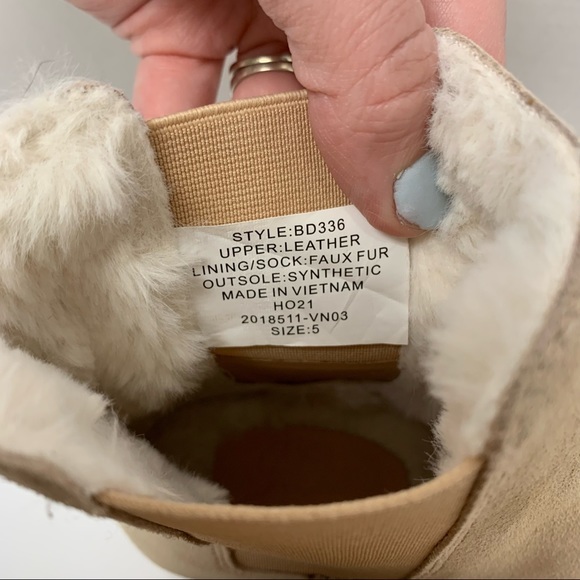 STYLE:BD336
UPPER:LEATHER
LINING/SOCK:FAUX FUR
OUTSOLE:SYNTHETIC
MADE IN VIETNAM
HO21
2018511-VN03
SIZE:5